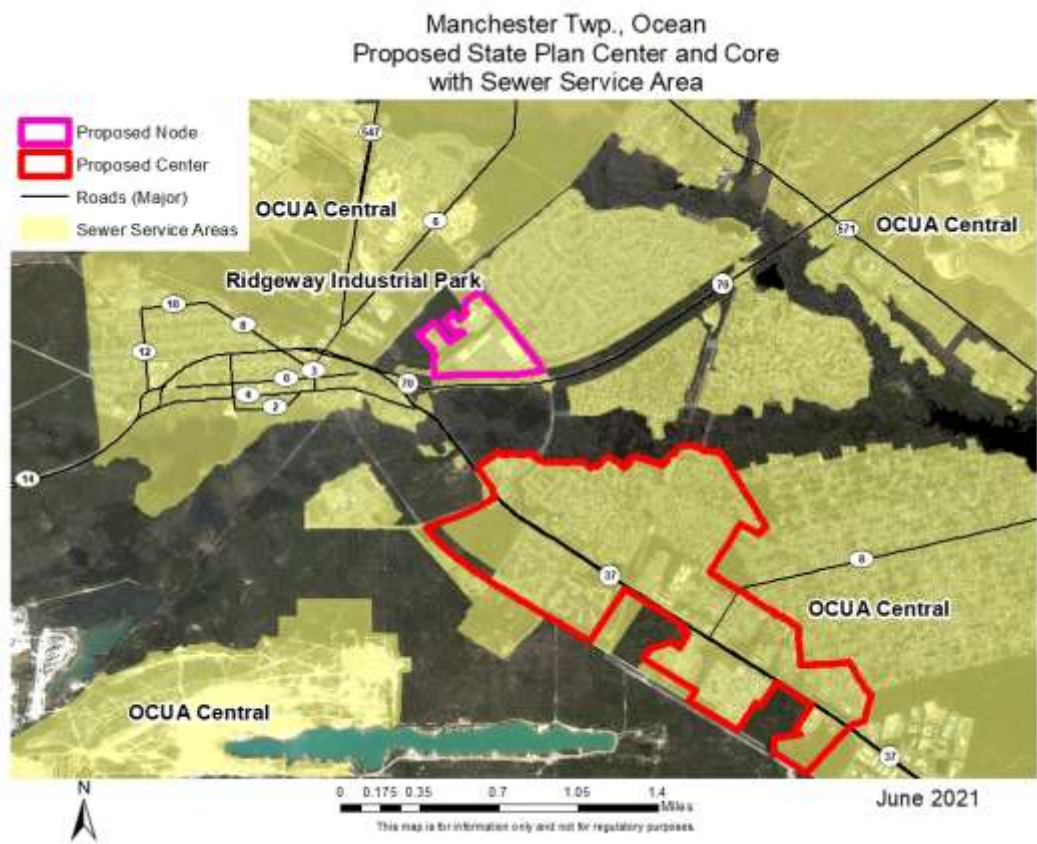 Manchester Twp., Ocean
Proposed State Plan Center and Core
with Sewer Service Area
Proposed Node
Proposed Center
Roads (Major)
Sewer Service Areas
547
571
6
OCUA Central
OCUA Central
Ridgeway Industrial Park
70
10
8
12
3
6
4
2
70
14
8
37
OCUA Central
OCUA Central
37
N
0 0.175 0.35 0.7 1.05 1.4
Miles
June 2021
This map is for information only and not for regulatory purposes.